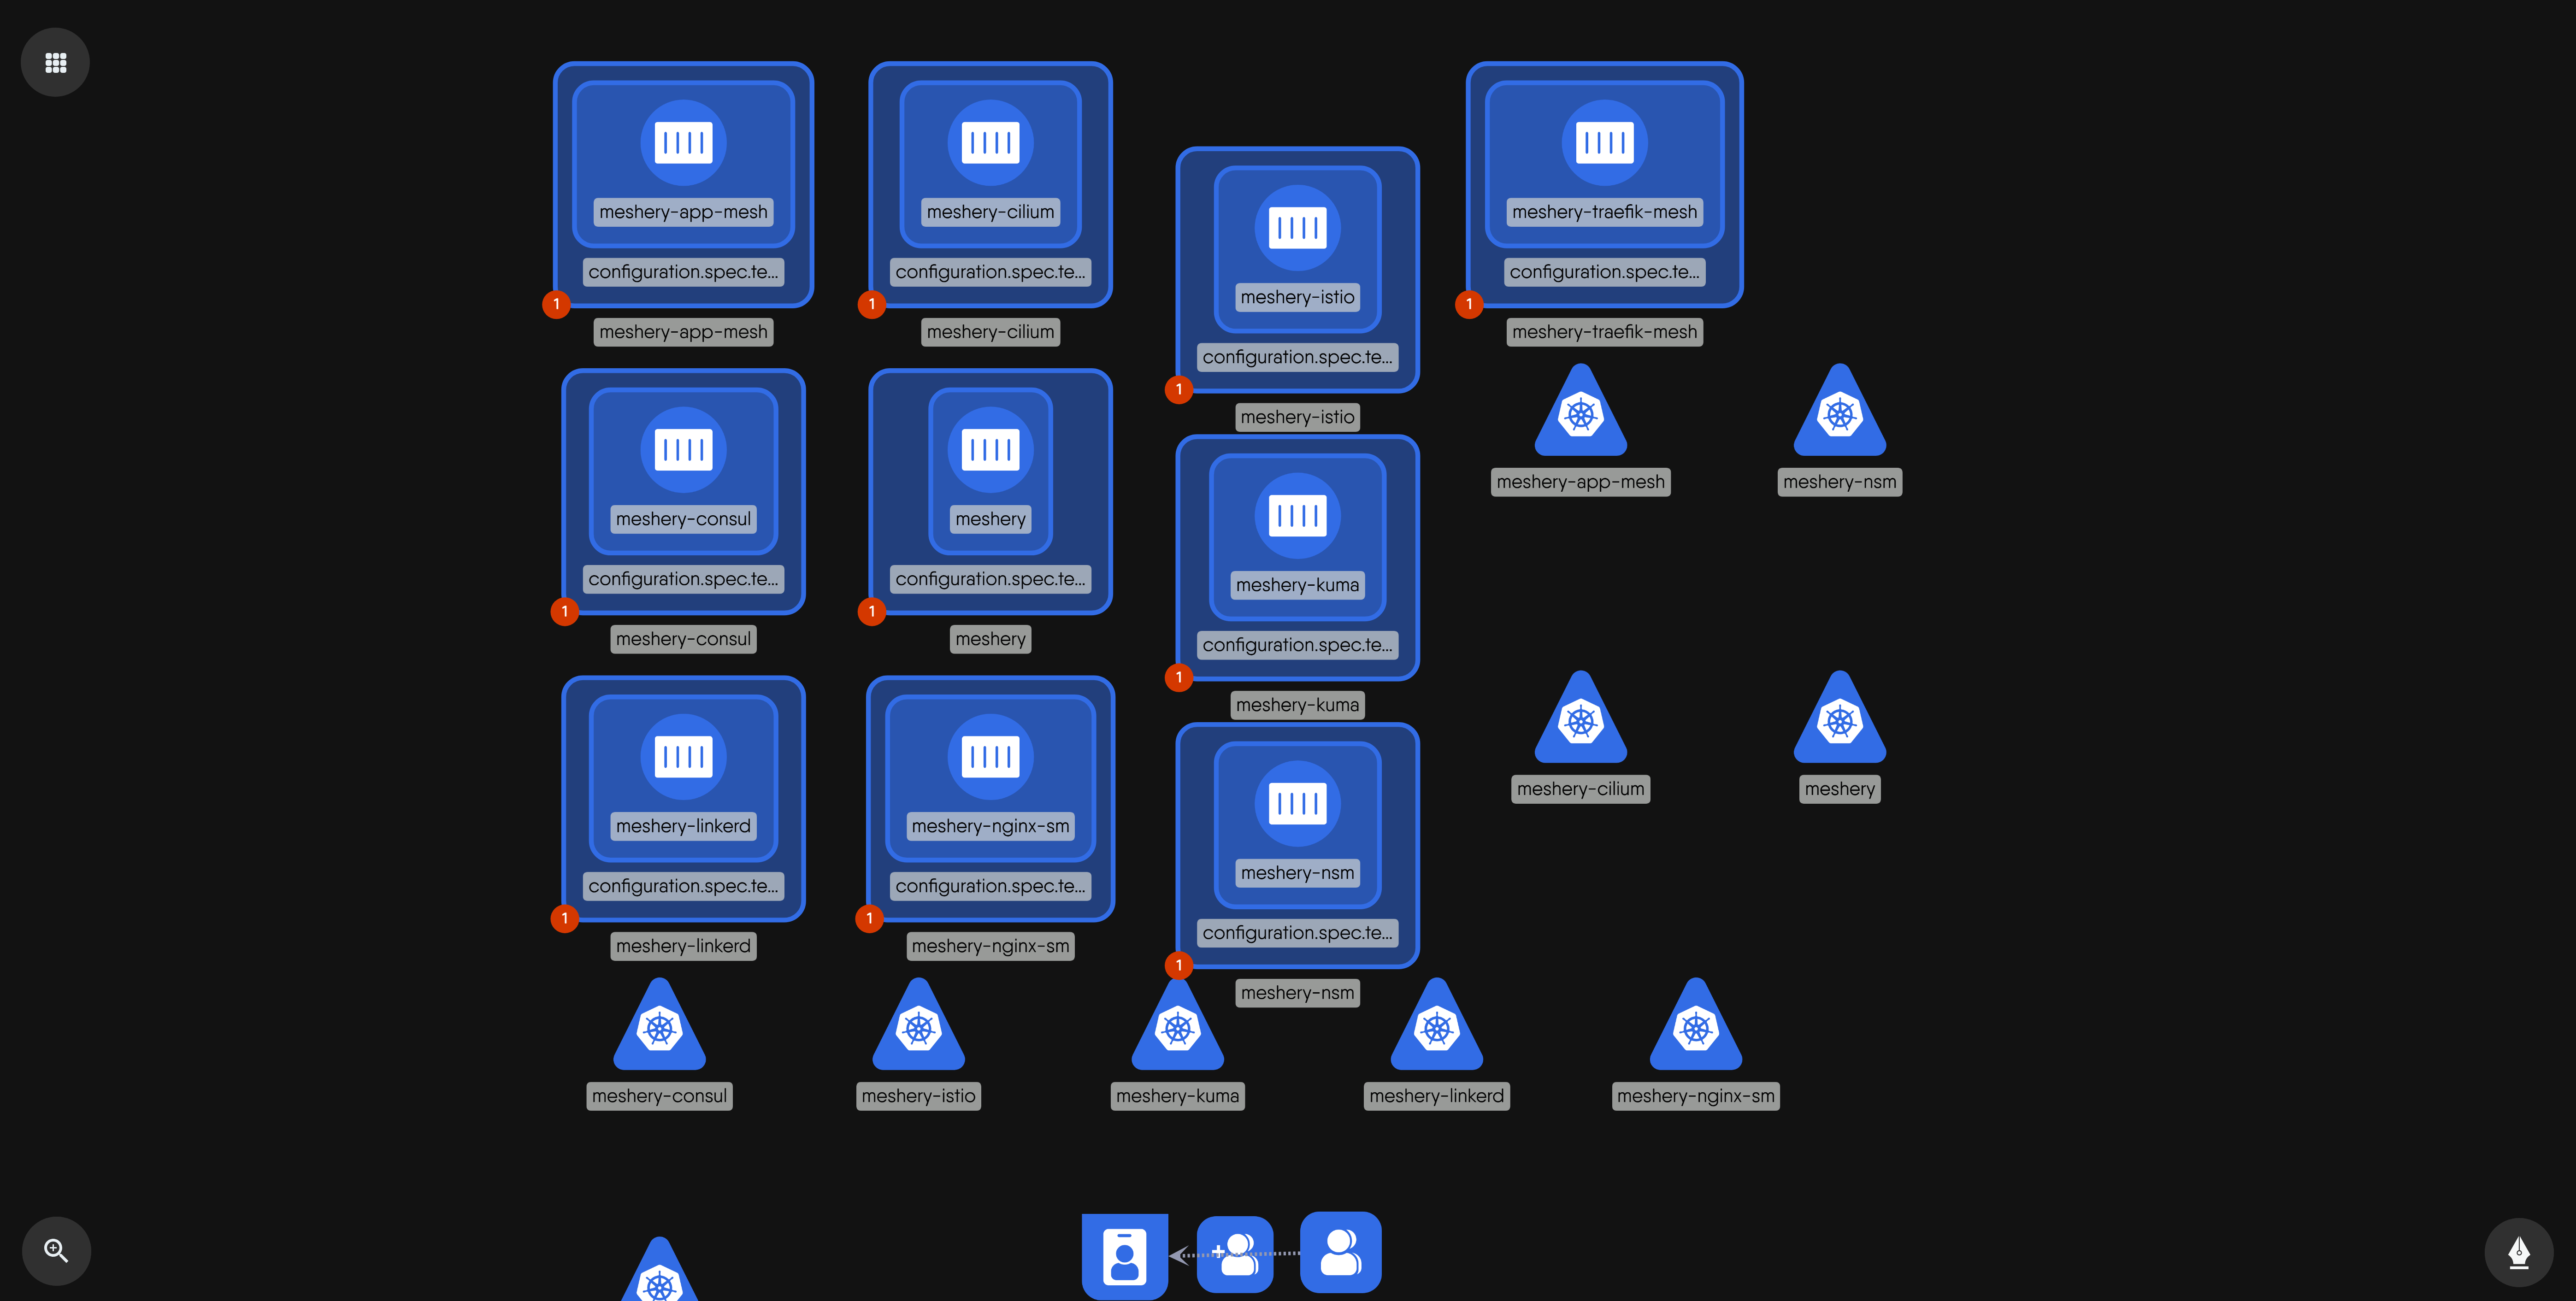 meshery-app-mesh
configuration.spec.te...
1
meshery-app-mesh
meshery-cilium
configuration.spec.te...
1
meshery-cilium
meshery-istio
configuration.spec.te...
1
meshery-istio
meshery-traefik-mesh
configuration.spec.te...
1
meshery-traefik-mesh
meshery-consul
configuration.spec.te...
1
meshery-consul
meshery
configuration.spec.te...
1
meshery
meshery-kuma
configuration.spec.te...
1
meshery-kuma
meshery-app-mesh
meshery-nsm
meshery-linkerd
configuration.spec.te...
1
meshery-linkerd
meshery-nginx-sm
configuration.spec.te...
1
meshery-nginx-sm
meshery-nsm
configuration.spec.te...
1
meshery-nsm
meshery-cilium
meshery
meshery-consul
meshery-istio
meshery-kuma
meshery-linkerd
meshery-nginx-sm